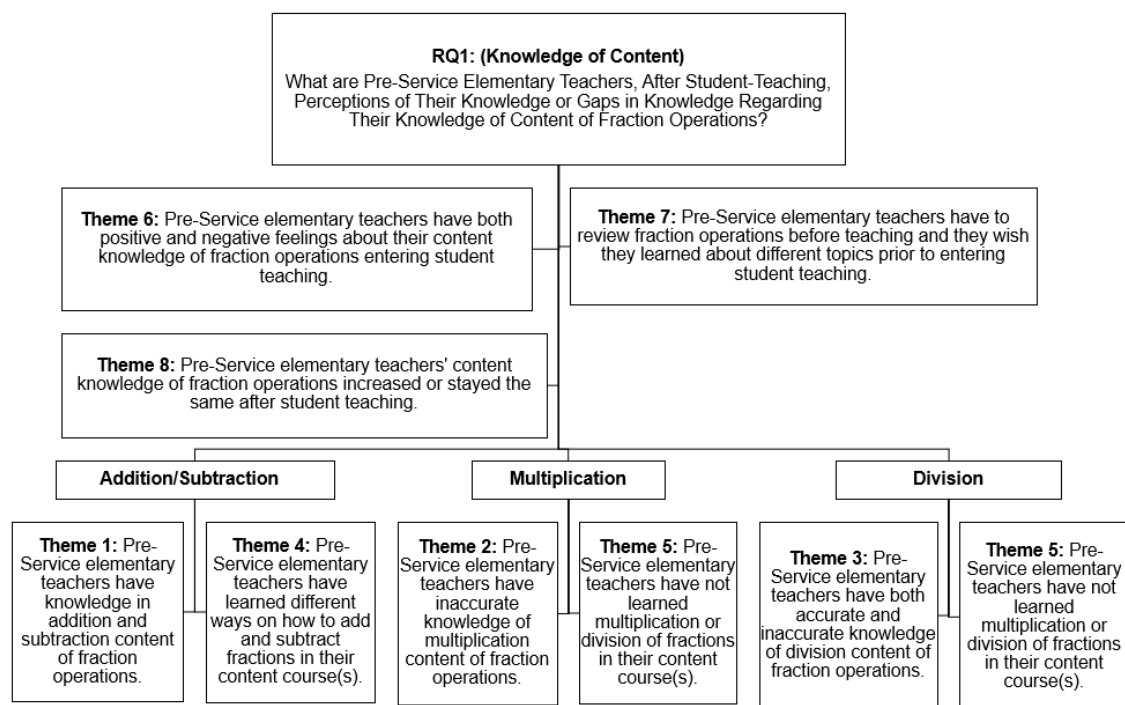 RQ1: (Knowledge of Content)
What are Pre-Service Elementary Teachers, After Student-Teaching,
Perceptions of Their Knowledge or Gaps in Knowledge Regarding
Their Knowledge of Content of Fraction Operations?
Theme 6: Pre-Service elementary teachers have both
positive and negative feelings about their content
knowledge of fraction operations entering student
teaching.
Theme 7: Pre-Service elementary teachers have to
review fraction operations before teaching and they wish
they learned about different topics prior to entering
student teaching.
Theme 8: Pre-Service elementary teachers' content
knowledge of fraction operations increased or stayed the
same after student teaching.
Addition/Subtraction
Multiplication
Division
Theme 1: Pre-
Service elementary
teachers have
knowledge in
addition and
subtraction content
of fraction
operations.
Theme 4: Pre-
Service elementary
teachers have
learned different
ways on how to add
and subtract
fractions in their
content course(s).
Theme 2: Pre-
Service elementary
teachers have
inaccurate
knowledge of
multiplication
content of fraction
operations.
Theme 5: Pre-
Service elementary
teachers have not
learned
multiplication or
division of fractions
in their content
course(s).
Theme 3: Pre-
Service elementary
teachers have both
accurate and
inaccurate knowledge
of division content of
fraction operations.
Theme 5: Pre-
Service elementary
teachers have not
learned
multiplication or
division of fractions
in their content
course(s).